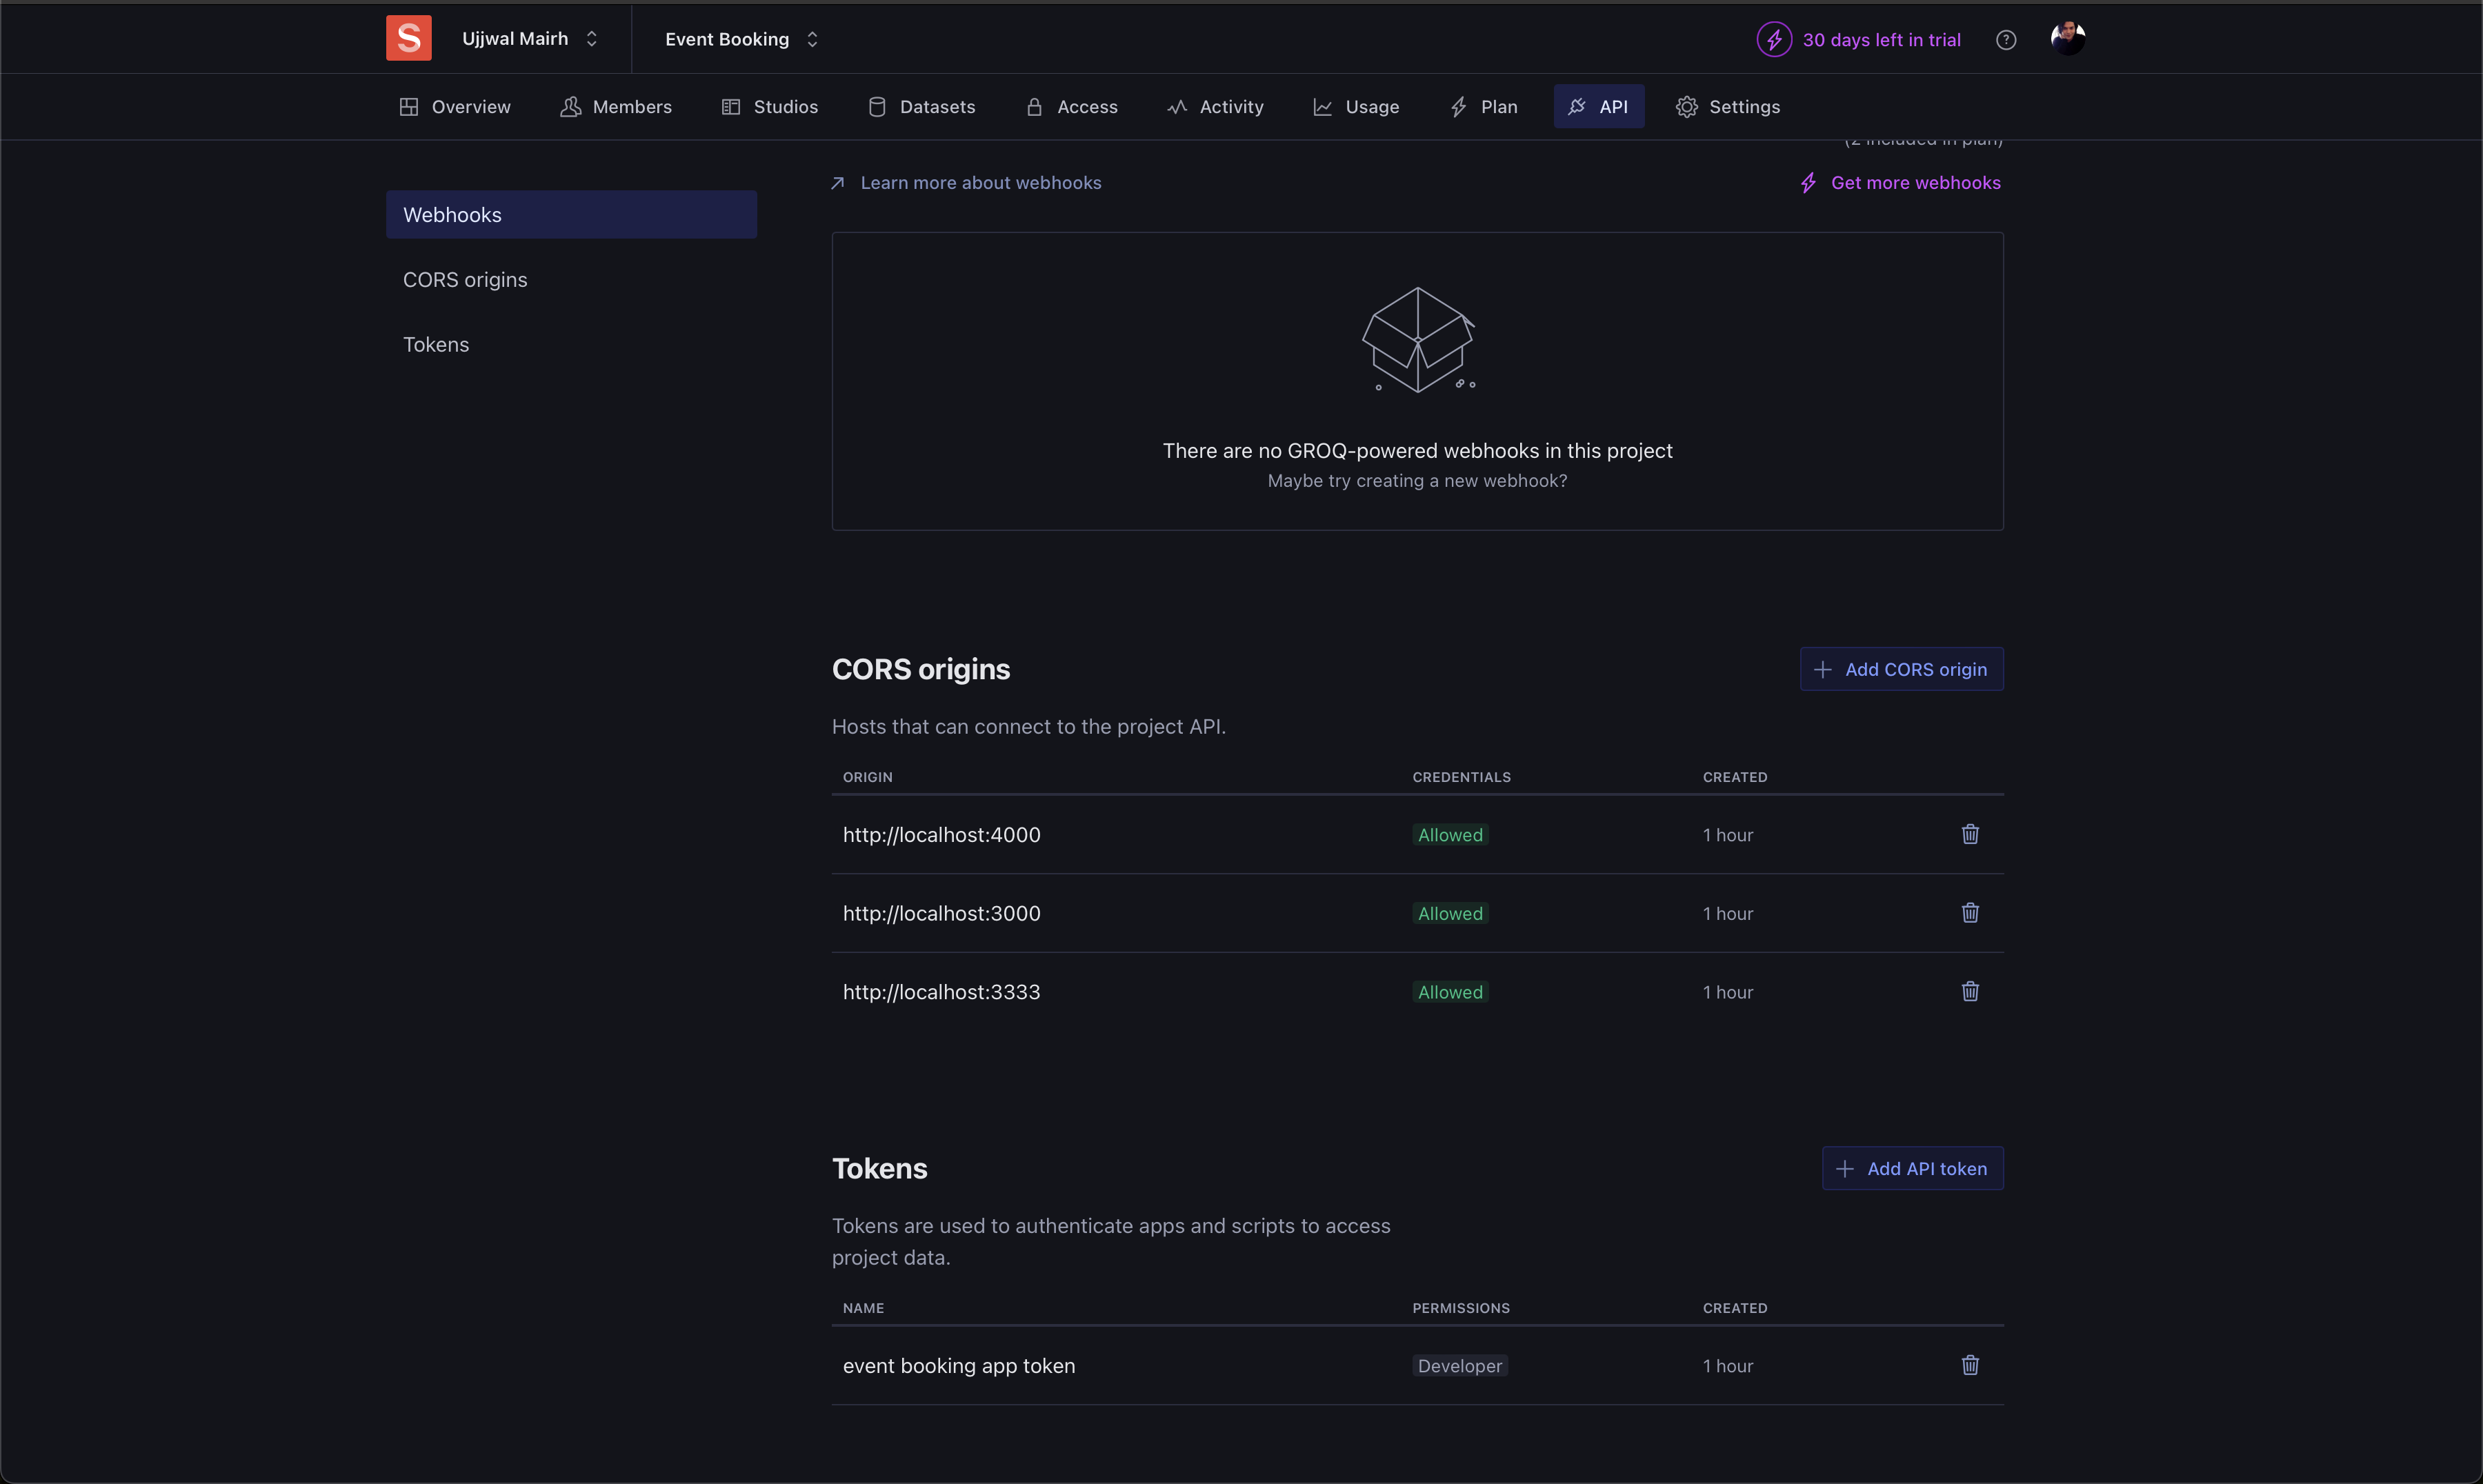 S Ujjwal Mairh Event Booking 30 days left in trial ?
Overview Members Studios Datasets Access Activity Usage Plan API Settings
(2 included in plan)
Learn more about webhooks Get more webhooks
Webhooks
CORS origins
Tokens
There are no GROQ-powered webhooks in this project
Maybe try creating a new webhook?
CORS origins + Add CORS origin
Hosts that can connect to the project API.
ORIGIN CREDENTIALS CREATED
http://localhost:4000 Allowed 1 hour
http://localhost:3000 Allowed 1 hour
http://localhost:3333 Allowed 1 hour
Tokens + Add API token
Tokens are used to authenticate apps and scripts to access
project data.
NAME PERMISSIONS CREATED
event booking app token Developer 1 hour